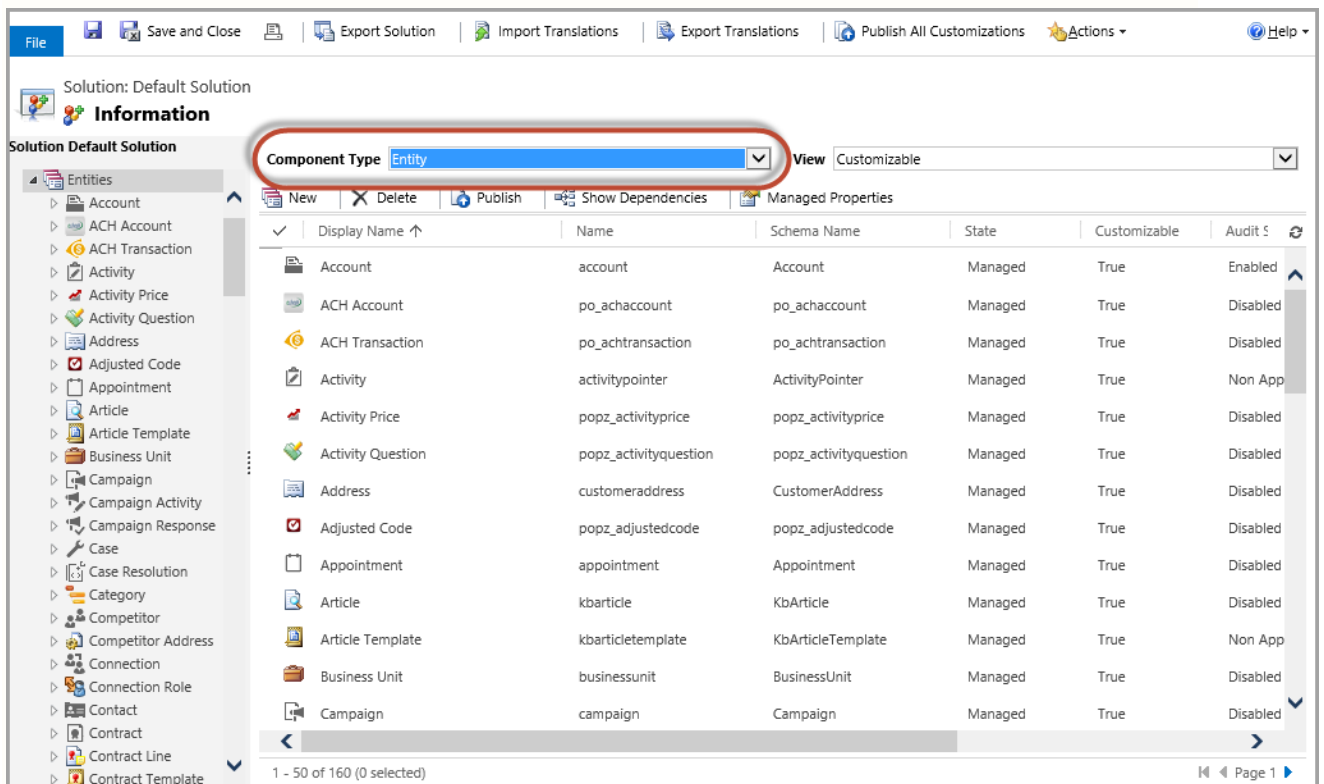 File
Save and Close
Export Solution
Import Translations
Export Translations
Publish All Customizations
Actions
Help
Solution: Default Solution
Information
Solution Default Solution
Component Type Entity
View Customizable
Entities
Account
ACH Account
ACH Transaction
Activity
Activity Price
Activity Question
Address
Adjusted Code
Appointment
Article
Article Template
Business Unit
Campaign
Campaign Activity
Campaign Response
Case
Case Resolution
Category
Competitor
Competitor Address
Connection
Connection Role
Contact
Contract
Contract Line
Contract Template
New Delete Publish Show Dependencies Managed Properties
Display Name ↑ Name Schema Name State Customizable Audit S
Account account Account Managed True Enabled
ACH Account po_achaccount po_achaccount Managed True Disabled
ACH Transaction po_achtransaction po_achtransaction Managed True Disabled
Activity activitypointer ActivityPointer Managed True Non App
Activity Price popz_activityprice popz_activityprice Managed True Disabled
Activity Question popz_activityquestion popz_activityquestion Managed True Disabled
Address customeraddress CustomerAddress Managed True Disabled
Adjusted Code popz_adjustedcode popz_adjustedcode Managed True Disabled
Appointment appointment Appointment Managed True Disabled
Article kbarticle KbArticle Managed True Disabled
Article Template kbarticletemplate KbArticleTemplate Managed True Non App
Business Unit businessunit BusinessUnit Managed True Disabled
Campaign campaign Campaign Managed True Disabled
1 - 50 of 160 (0 selected)
Page 1